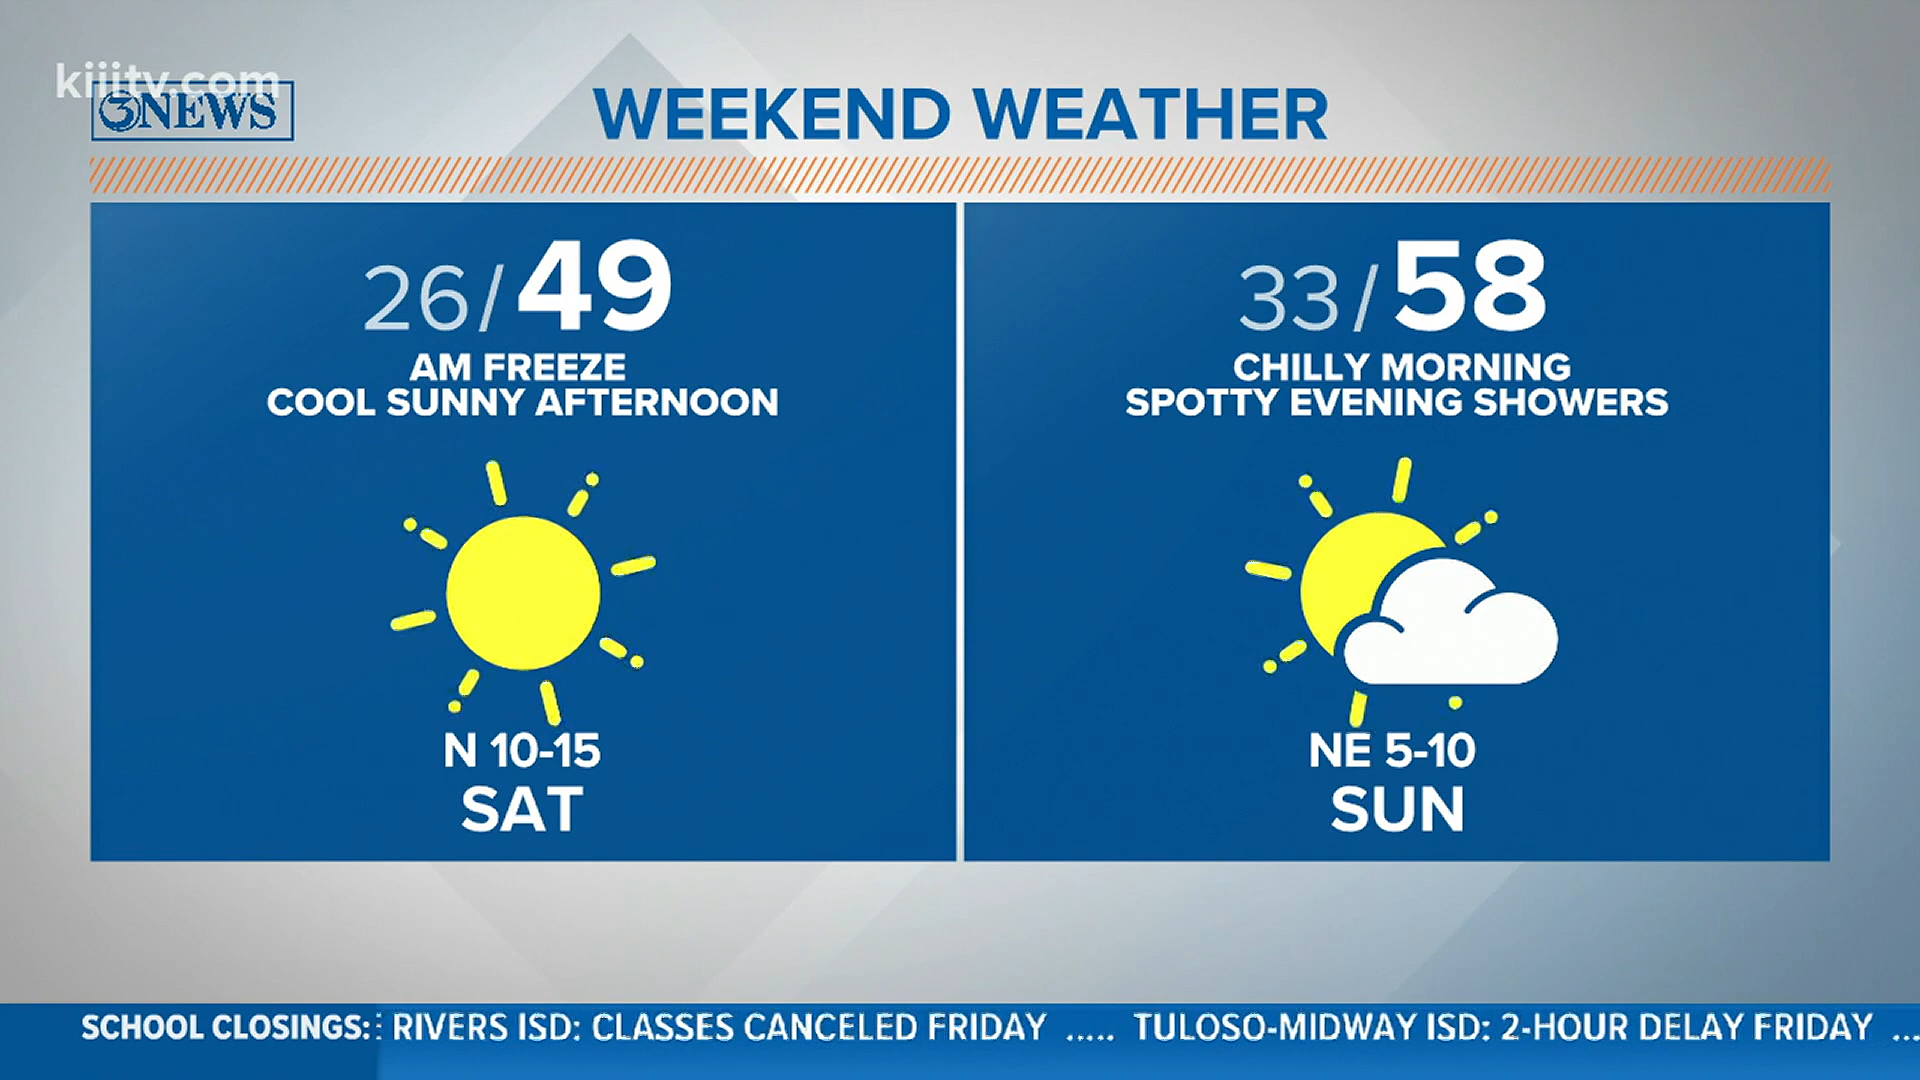 kiiitv.com
3NEWS
WEEKEND WEATHER
26/49
AM FREEZE
COOL SUNNY AFTERNOON
N 10-15
SAT
33/58
CHILLY MORNING
SPOTTY EVENING SHOWERS
NE 5-10
SUN
SCHOOL CLOSINGS: RIVERS ISD: CLASSES CANCELED FRIDAY ..... TULOSO-MIDWAY ISD: 2-HOUR DELAY FRIDAY ...